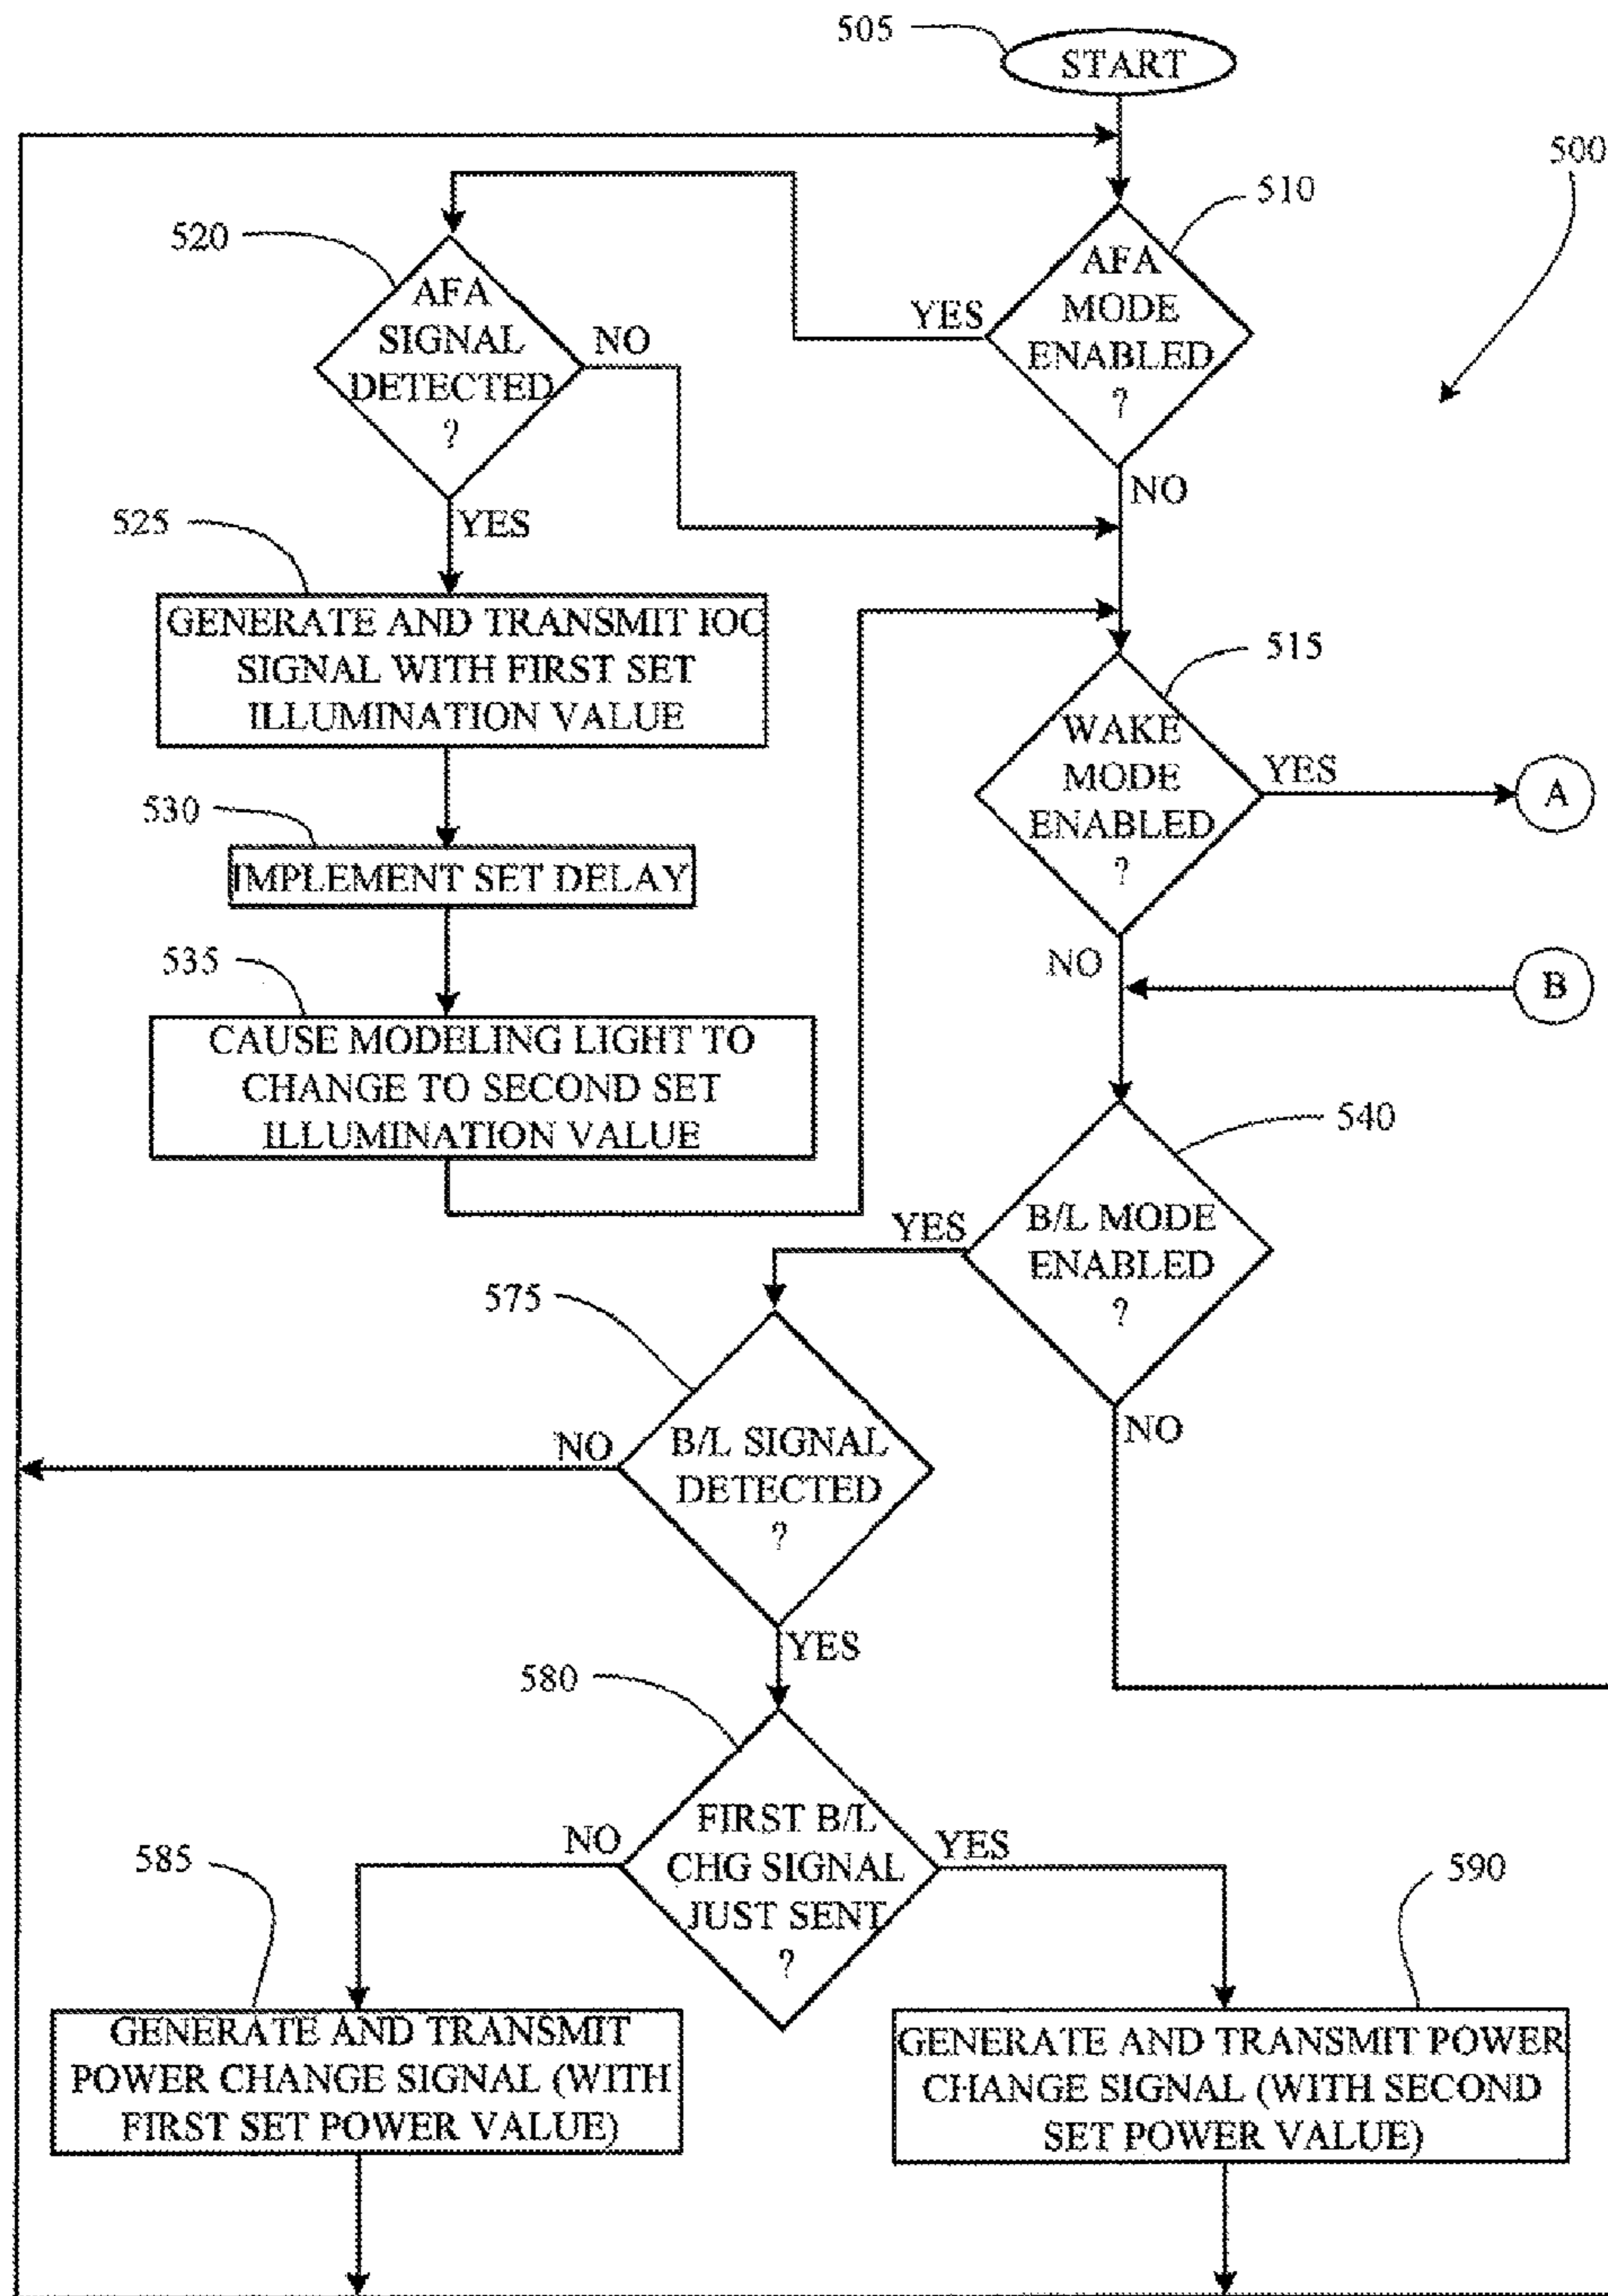 505
START
500
510
AFA
MODE
ENABLED
?
YES
NO
520
AFA
SIGNAL
DETECTED
?
NO
YES
525
GENERATE AND TRANSMIT IOC
SIGNAL WITH FIRST SET
ILLUMINATION VALUE
515
WAKE
MODE
ENABLED
?
YES
A
NO
530
IMPLEMENT SET DELAY
535
CAUSE MODELING LIGHT TO
CHANGE TO SECOND SET
ILLUMINATION VALUE
B
540
B/L MODE
ENABLED
?
YES
NO
575
B/L SIGNAL
DETECTED
?
NO
YES
580
FIRST B/L
CHG SIGNAL
JUST SENT
?
NO
YES
585
GENERATE AND TRANSMIT
POWER CHANGE SIGNAL (WITH
FIRST SET POWER VALUE)
590
GENERATE AND TRANSMIT POWER
CHANGE SIGNAL (WITH SECOND
SET POWER VALUE)